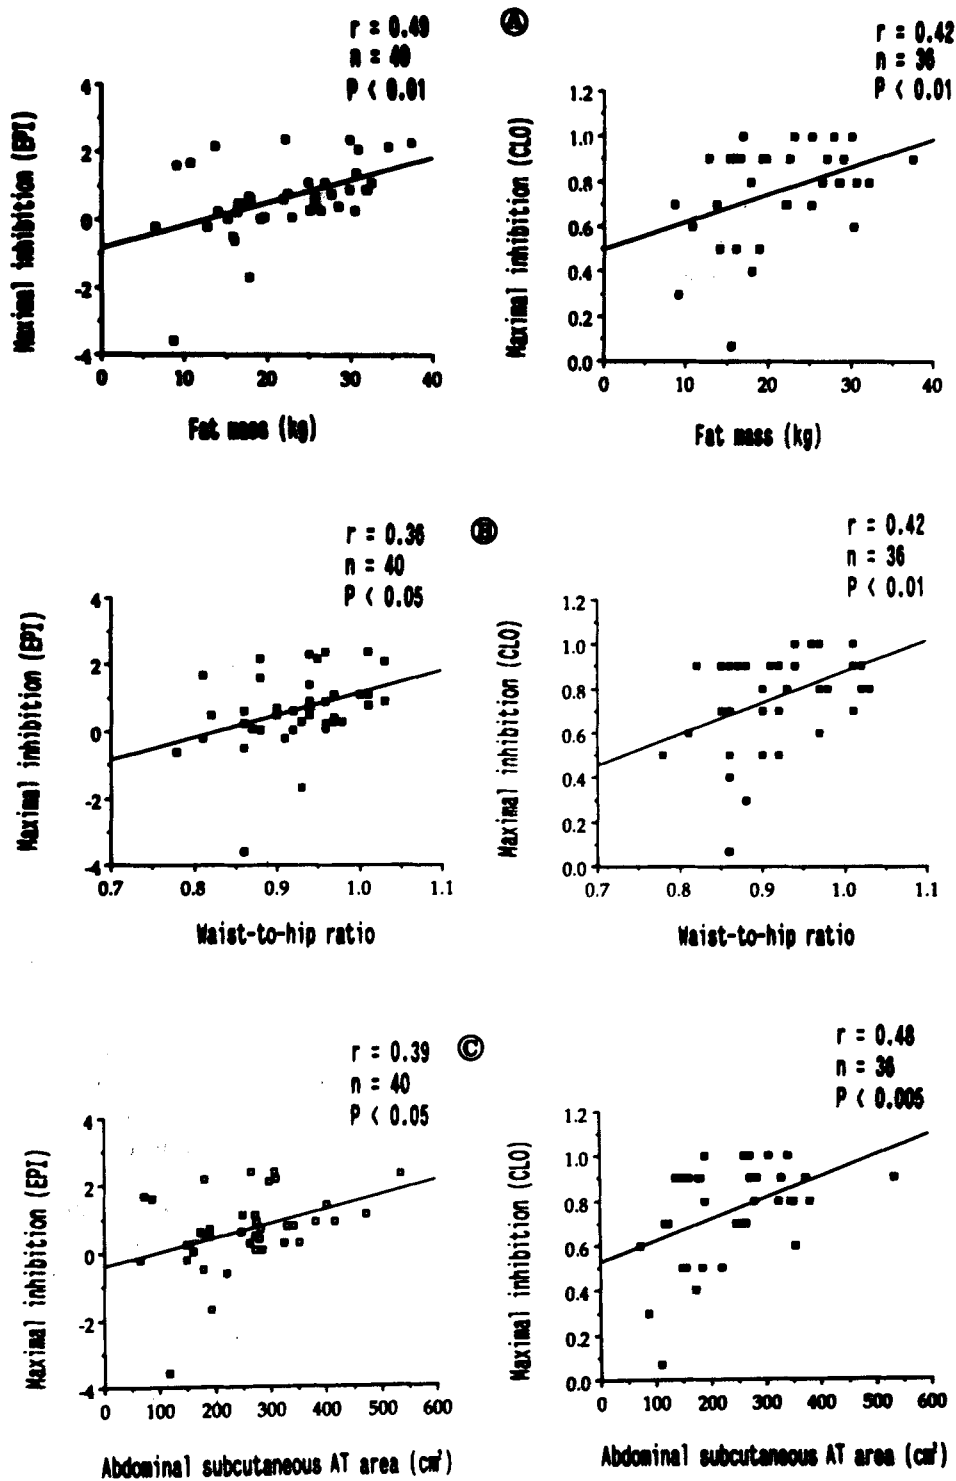 r = 0.49
n = 40
P < 0.01
A
r = 0.42
n = 36
P < 0.01
Maximal inhibition (EPI)
4
2
0
-2
-4
0 10 20 30 40
Fat mass (kg)
Maximal inhibition (CLO)
1.2
1.0
0.8
0.6
0.4
0.2
0.0
0 10 20 30 40
Fat mass (kg)
r = 0.36
n = 40
P < 0.05
B
r = 0.42
n = 36
P < 0.01
Maximal inhibition (EPI)
4
2
0
-2
-4
0.7 0.8 0.9 1.0 1.1
Waist-to-hip ratio
Maximal inhibition (CLO)
1.2
1.0
0.8
0.6
0.4
0.2
0.0
0.7 0.8 0.9 1.0 1.1
Waist-to-hip ratio
r = 0.39
n = 40
P < 0.05
C
r = 0.48
n = 36
P < 0.005
Maximal inhibition (EPI)
4
2
0
-2
-4
0 100 200 300 400 500 600
Abdominal subcutaneous AT area (cm²)
Maximal inhibition (CLO)
1.2
1.0
0.8
0.6
0.4
0.2
0.0
0 100 200 300 400 500 600
Abdominal subcutaneous AT area (cm²)